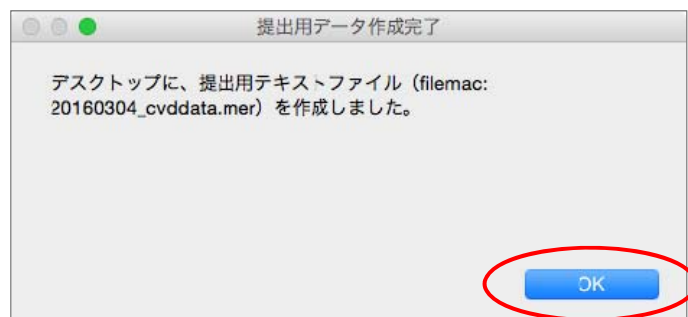 提出用データ作成完了
デスクトップに、提出用テキストファイル（filemac:
20160304_cvddata.mer）を作成しました。
OK